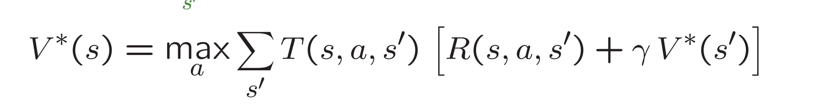 s'
V*(s) = max_a ∑_{s'} T(s, a, s') [R(s, a, s') + γ V*(s')]